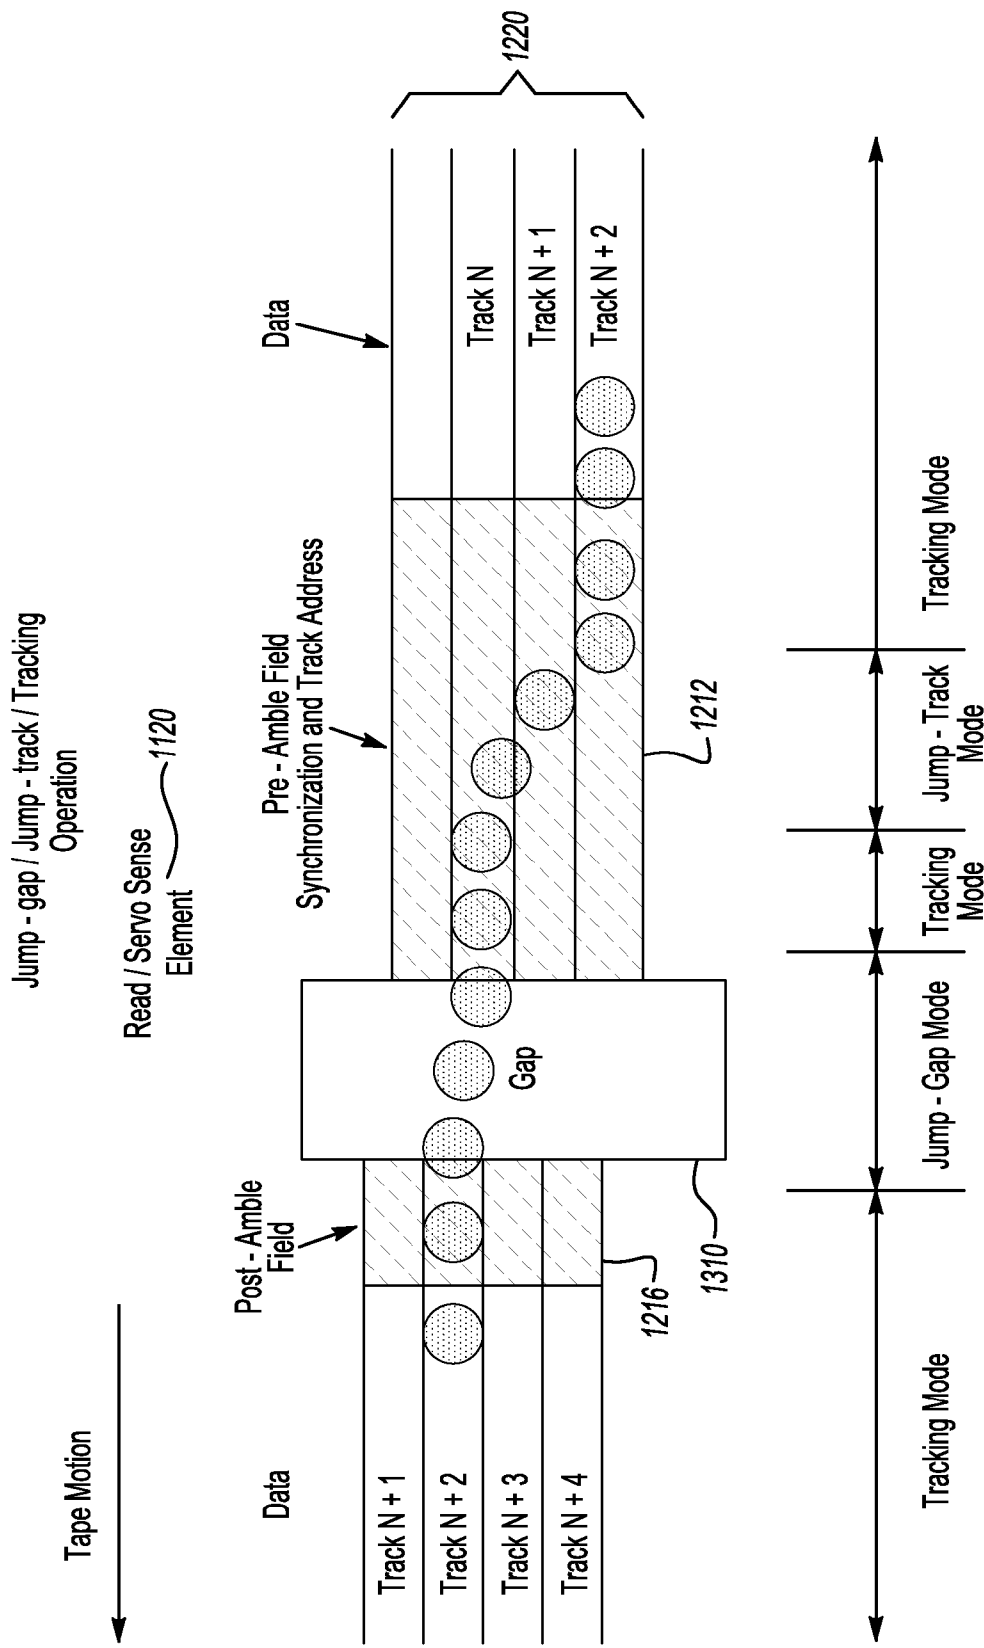 Jump - gap / Jump - track / Tracking
Operation
Tape Motion
Read / Servo Sense
Element
1120
Data
Post - Amble
Field
Pre - Amble Field
Synchronization and Track Address
Data
1220
Track N + 1
Track N + 2
Track N + 3
Track N + 4
Gap
Track N
Track N + 1
Track N + 2
1216
1310
1212
Tracking Mode
Jump - Gap Mode
Tracking
Mode
Jump - Track
Mode
Tracking Mode